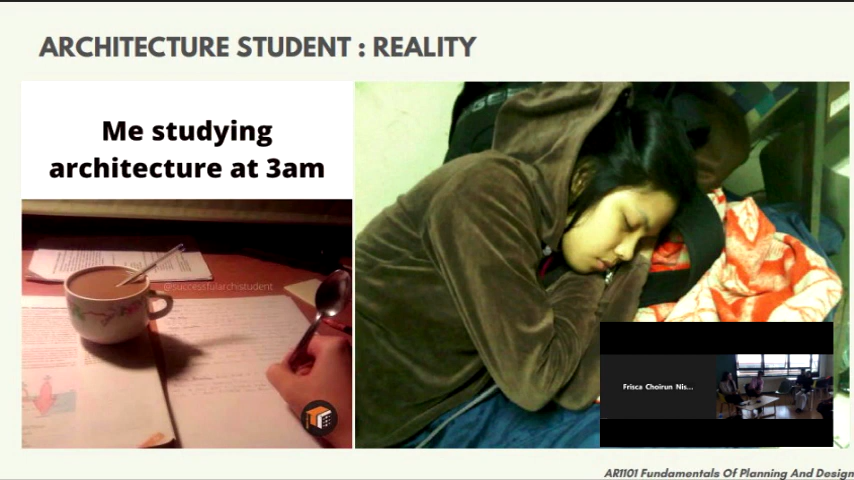 ARCHITECTURE STUDENT : REALITY
Me studying
architecture at 3am
@successfularchistudent
Frisca Choirun Nis...
AR1101 Fundamentals Of Planning And Design